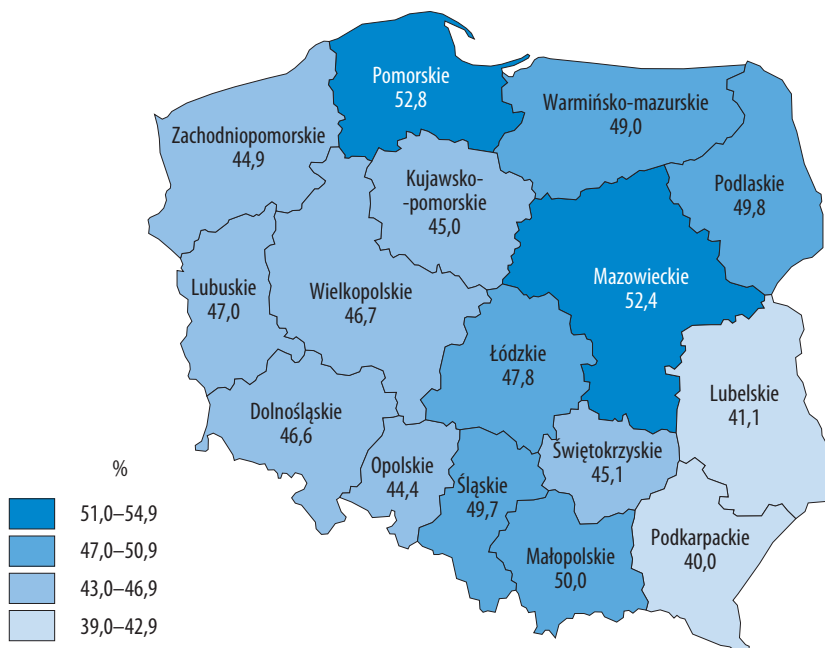 Pomorskie
52,8
Warmińsko-mazurskie
49,0
Zachodniopomorskie
44,9
Kujawsko-
-pomorskie
45,0
Podlaskie
49,8
Mazowieckie
52,4
Lubuskie
47,0
Wielkopolskie
46,7
Łódzkie
47,8
Lubelskie
41,1
Dolnośląskie
46,6
Opolskie
44,4
Śląskie
49,7
Świętokrzyskie
45,1
Małopolskie
50,0
Podkarpackie
40,0
%
51,0–54,9
47,0–50,9
43,0–46,9
39,0–42,9